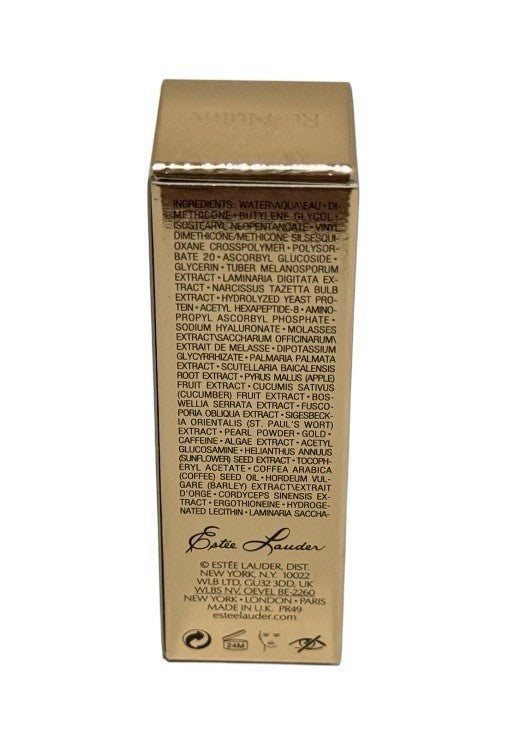 Re-Nutriv
INGREDIENTS: WATER\AQUA\EAU • DI-
METHICONE • BUTYLENE GLYCOL •
ISOSTEARYL NEOPENTANOATE • VINYL
DIMETHICONE/METHICONE SILSESQUI-
OXANE CROSSPOLYMER • POLYSOR-
BATE 20 • ASCORBYL GLUCOSIDE •
GLYCERIN • TUBER MELANOSPORUM
EXTRACT • LAMINARIA DIGITATA EX-
TRACT • NARCISSUS TAZETTA BULB
EXTRACT • HYDROLYZED YEAST PRO-
TEIN • ACETYL HEXAPEPTIDE-8 • AMINO-
PROPYL ASCORBYL PHOSPHATE •
SODIUM HYALURONATE • MOLASSES
EXTRACT\SACCHARUM OFFICINARUM\
EXTRAIT DE MELASSE • DIPOTASSIUM
GLYCYRRHIZATE • PALMARIA PALMATA
EXTRACT • SCUTELLARIA BAICALENSIS
ROOT EXTRACT • PYRUS MALUS (APPLE)
FRUIT EXTRACT • CUCUMIS SATIVUS
(CUCUMBER) FRUIT EXTRACT • BOS-
WELLIA SERRATA EXTRACT • FUSCO-
PORIA OBLIQUA EXTRACT • SIGESBECK-
IA ORIENTALIS (ST. PAUL'S WORT)
EXTRACT • PEARL POWDER • GOLD •
CAFFEINE • ALGAE EXTRACT • ACETYL
GLUCOSAMINE • HELIANTHUS ANNUUS
(SUNFLOWER) SEED EXTRACT • TOCOPH-
ERYL ACETATE • COFFEA ARABICA
(COFFEE) SEED OIL • HORDEUM VUL-
GARE (BARLEY) EXTRACT\EXTRAIT
D'ORGE • CORDYCEPS SINENSIS EX-
TRACT • ERGOTHIONEINE • HYDROGE-
NATED LECITHIN • LAMINARIA SACCHA-
Estée Lauder
© ESTÉE LAUDER, DIST.
NEW YORK, N.Y. 10022
WLB LTD, GU32 3DD, UK
WLBS NV, OEVEL BE-2260
NEW YORK • LONDON • PARIS
MADE IN U.K. PR49
esteelauder.com
24M